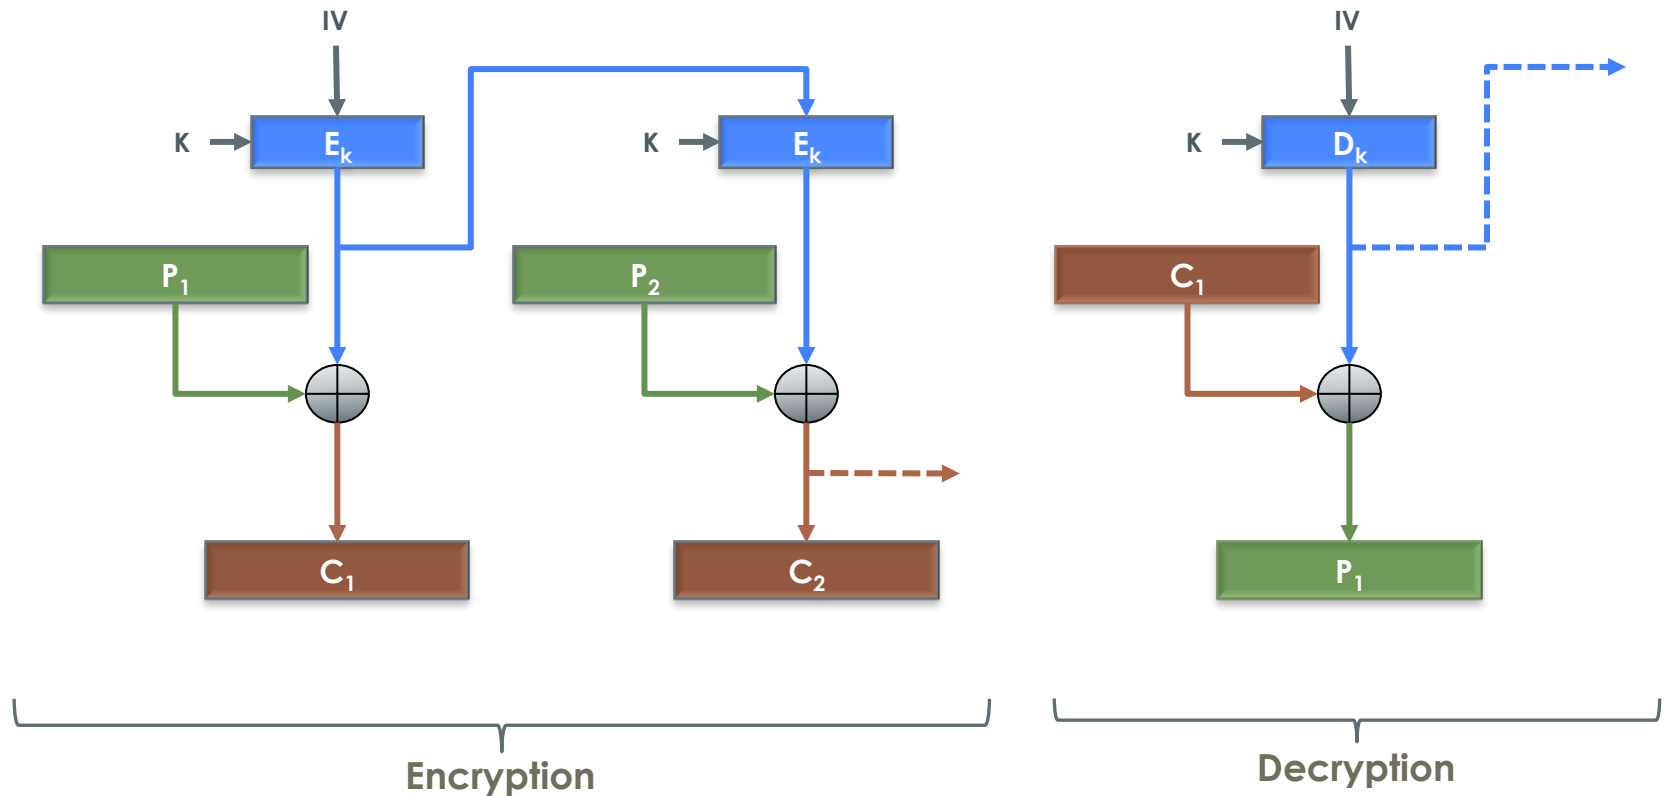 IV
K
Eₖ
K
Eₖ
P₁
P₂
C₁
C₂
Encryption
IV
K
Dₖ
C₁
P₁
Decryption